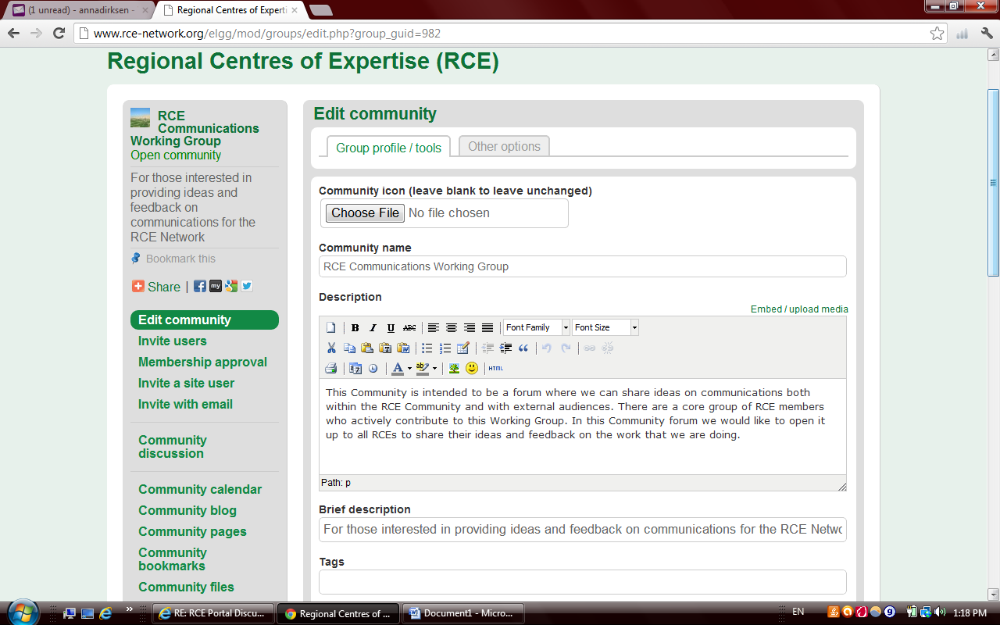 (1 unread) - annadirksen -
Regional Centres of Experti
www.rce-network.org/elgg/mod/groups/edit.php?group_guid=982
Regional Centres of Expertise (RCE)
RCE
Communications
Working Group
Open community
For those interested in
providing ideas and
feedback on
communications for the
RCE Network
Bookmark this
Share |
my
Edit community
Invite users
Membership approval
Invite a site user
Invite with email
Community
discussion
Community calendar
Community blog
Community pages
Community
bookmarks
Community files
Edit community
Group profile / tools
Other options
Community icon (leave blank to leave unchanged)
Choose File No file chosen
Community name
RCE Communications Working Group
Description
Embed / upload media
B I U ABC Font Family Font Size
A ab HTML
This Community is intended to be a forum where we can share ideas on communications both
within the RCE Community and with external audiences. There are a core group of RCE members
who actively contribute to this Working Group. In this Community forum we would like to open it
up to all RCEs to share their ideas and feedback on the work that we are doing.
Path: p
Brief description
For those interested in providing ideas and feedback on communications for the RCE Netwo
Tags
RE: RCE Portal Discu...
Regional Centres of ...
Document1 - Micro...
EN
1:18 PM